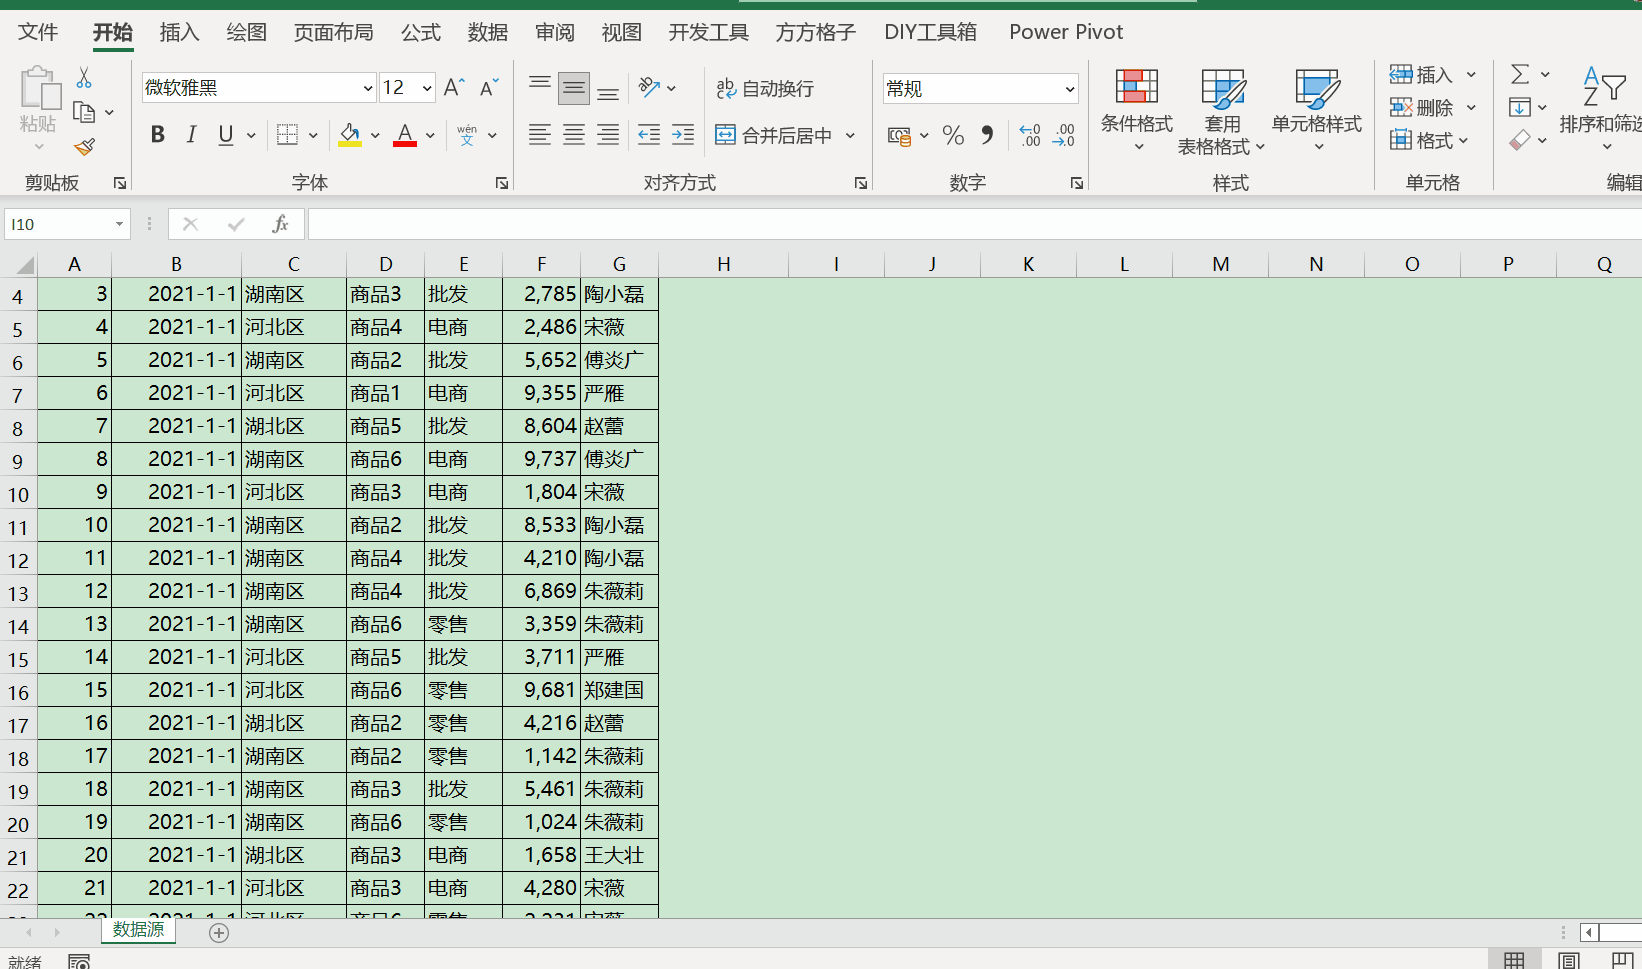 文件 开始 插入 绘图 页面布局 公式 数据 审阅 视图 开发工具 方方格子 DIY工具箱 Power Pivot
微软雅黑 12 A A 自动换行 常规 插入
粘贴 条件格式 套用 单元格样式 删除 排序和筛选
B I U A wén 文 合并后居中 % 表格格式 格式
剪贴板 字体 对齐方式 数字 样式 单元格 编辑
I10 fx
A B C D E F G H I J K L M N O P Q
4 3 2021-1-1 湖南区 商品3 批发 2,785 陶小磊
5 4 2021-1-1 河北区 商品4 电商 2,486 宋薇
6 5 2021-1-1 湖南区 商品2 批发 5,652 傅炎广
7 6 2021-1-1 河北区 商品1 电商 9,355 严雁
8 7 2021-1-1 湖北区 商品5 批发 8,604 赵蕾
9 8 2021-1-1 湖南区 商品6 电商 9,737 傅炎广
10 9 2021-1-1 河北区 商品3 电商 1,804 宋薇
11 10 2021-1-1 湖南区 商品2 批发 8,533 陶小磊
12 11 2021-1-1 湖南区 商品4 批发 4,210 陶小磊
13 12 2021-1-1 湖南区 商品4 批发 6,869 朱薇莉
14 13 2021-1-1 湖南区 商品6 零售 3,359 朱薇莉
15 14 2021-1-1 河北区 商品5 批发 3,711 严雁
16 15 2021-1-1 河北区 商品6 零售 9,681 郑建国
17 16 2021-1-1 湖北区 商品2 零售 4,216 赵蕾
18 17 2021-1-1 湖南区 商品2 零售 1,142 朱薇莉
19 18 2021-1-1 湖南区 商品3 批发 5,461 朱薇莉
20 19 2021-1-1 湖南区 商品6 零售 1,024 朱薇莉
21 20 2021-1-1 湖北区 商品3 电商 1,658 王大壮
22 21 2021-1-1 河北区 商品3 电商 4,280 宋薇
数据源
就绪